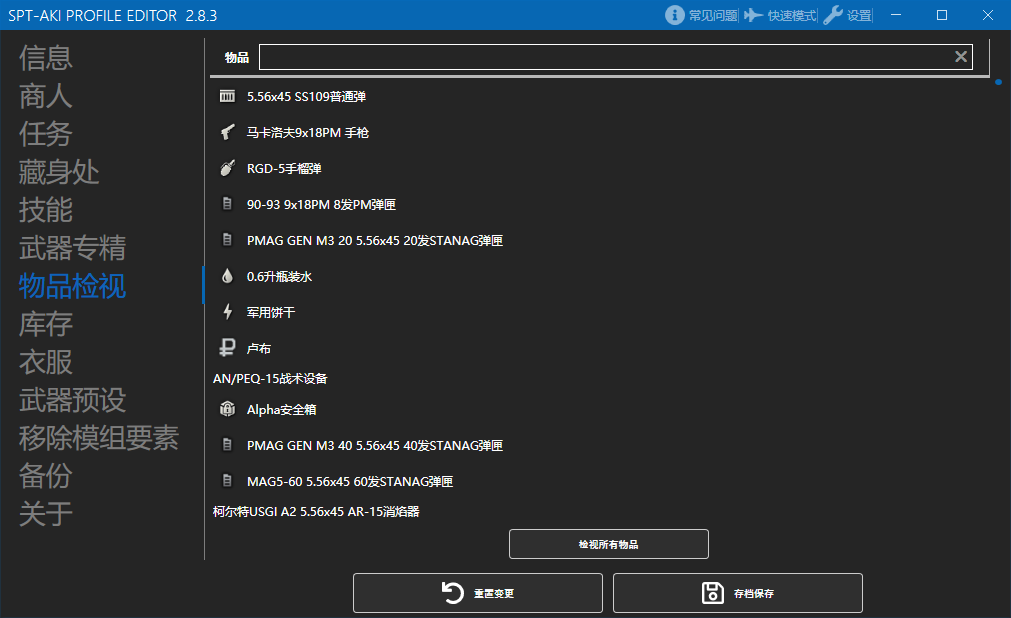 SPT-AKI PROFILE EDITOR 2.8.3
常见问题
快速模式
设置
信息
商人
任务
藏身处
技能
武器专精
物品检视
库存
衣服
武器预设
移除模组要素
备份
关于
物品
5.56x45 SS109普通弹
马卡洛夫9x18PM 手枪
RGD-5手榴弹
90-93 9x18PM 8发PM弹匣
PMAG GEN M3 20 5.56x45 20发STANAG弹匣
0.6升瓶装水
军用饼干
卢布
AN/PEQ-15战术设备
Alpha安全箱
PMAG GEN M3 40 5.56x45 40发STANAG弹匣
MAG5-60 5.56x45 60发STANAG弹匣
柯尔特USGI A2 5.56x45 AR-15消焰器
检视所有物品
重置变更
存档保存